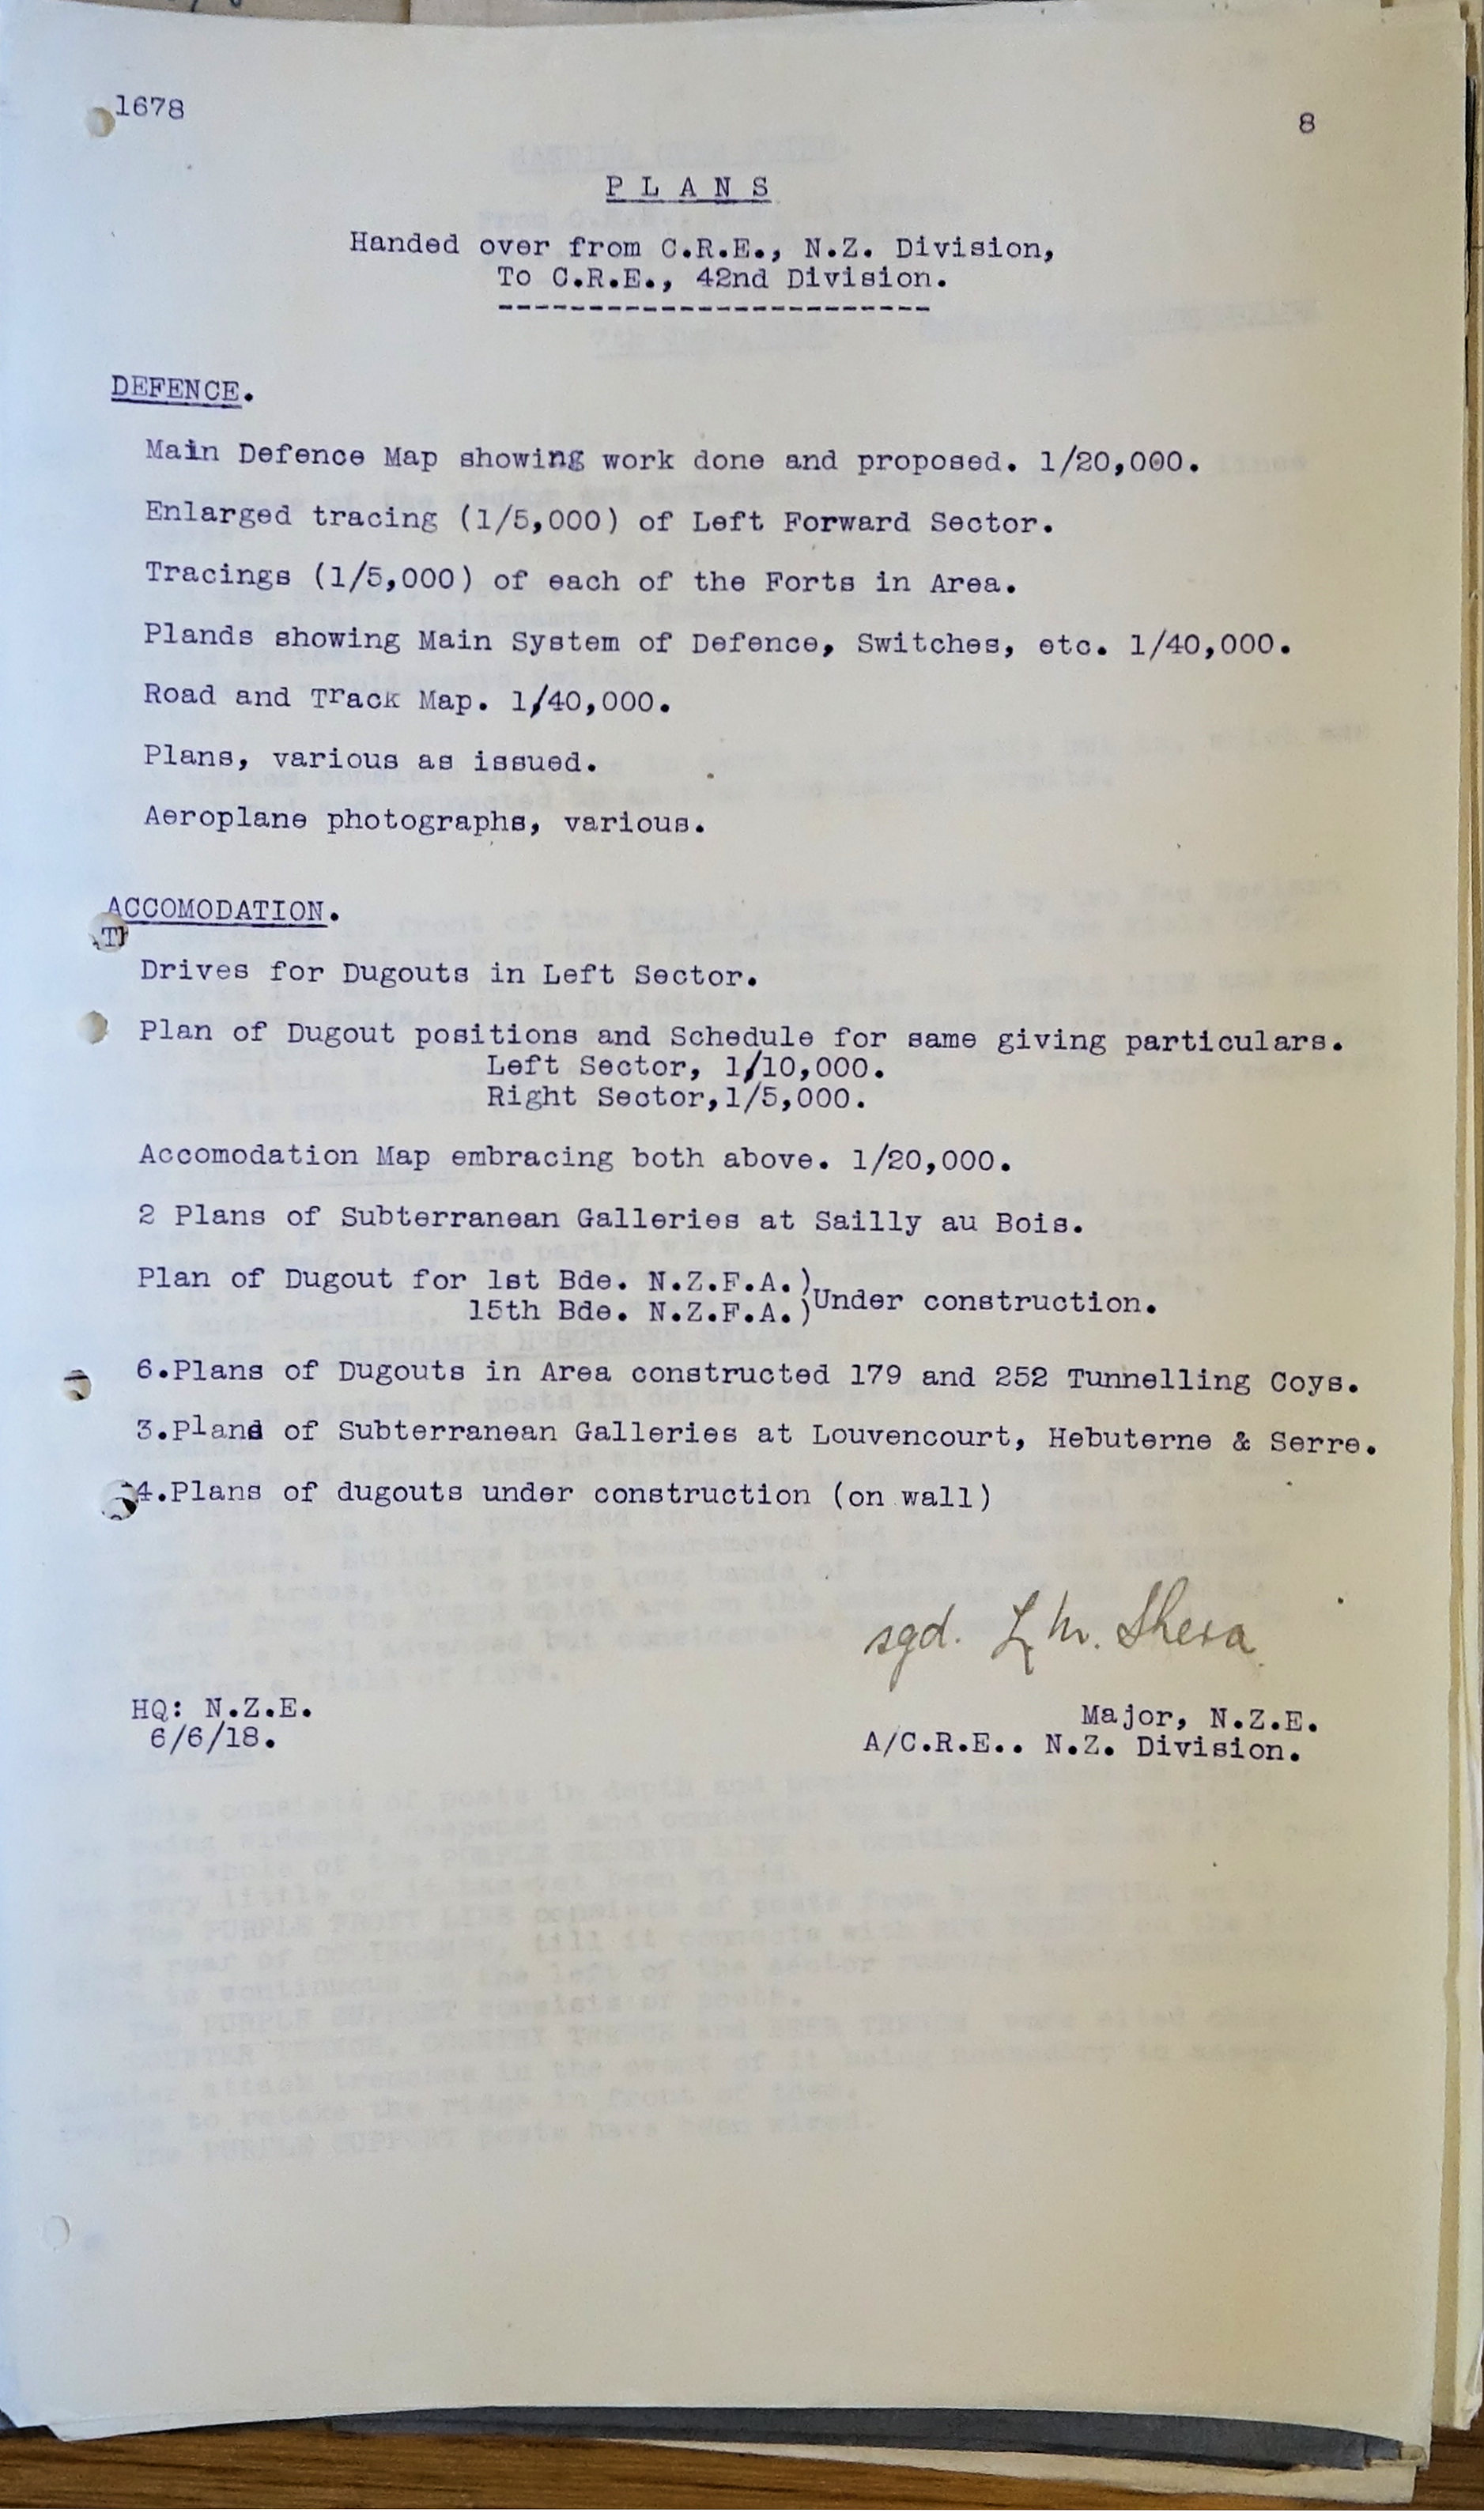 1678
8
P L A N S
Handed over from C.R.E., N.Z. Division,
To C.R.E., 42nd Division.
------------------------
DEFENCE.
Main Defence Map showing work done and proposed. 1/20,000.
Enlarged tracing (1/5,000) of Left Forward Sector.
Tracings (1/5,000) of each of the Forts in Area.
Plands showing Main System of Defence, Switches, etc. 1/40,000.
Road and Track Map. 1/40,000.
Plans, various as issued.
Aeroplane photographs, various.
ACCOMODATION.
Drives for Dugouts in Left Sector.
Plan of Dugout positions and Schedule for same giving particulars.
Left Sector, 1/10,000.
Right Sector,1/5,000.
Accomodation Map embracing both above. 1/20,000.
2 Plans of Subterranean Galleries at Sailly au Bois.
Plan of Dugout for 1st Bde. N.Z.F.A.)
15th Bde. N.Z.F.A.)Under construction.
6.Plans of Dugouts in Area constructed 179 and 252 Tunnelling Coys.
3.Plans of Subterranean Galleries at Louvencourt, Hebuterne & Serre.
4.Plans of dugouts under construction (on wall)
sgd. L.M. Shera
HQ: N.Z.E.
6/6/18.
Major, N.Z.E.
A/C.R.E.. N.Z. Division.